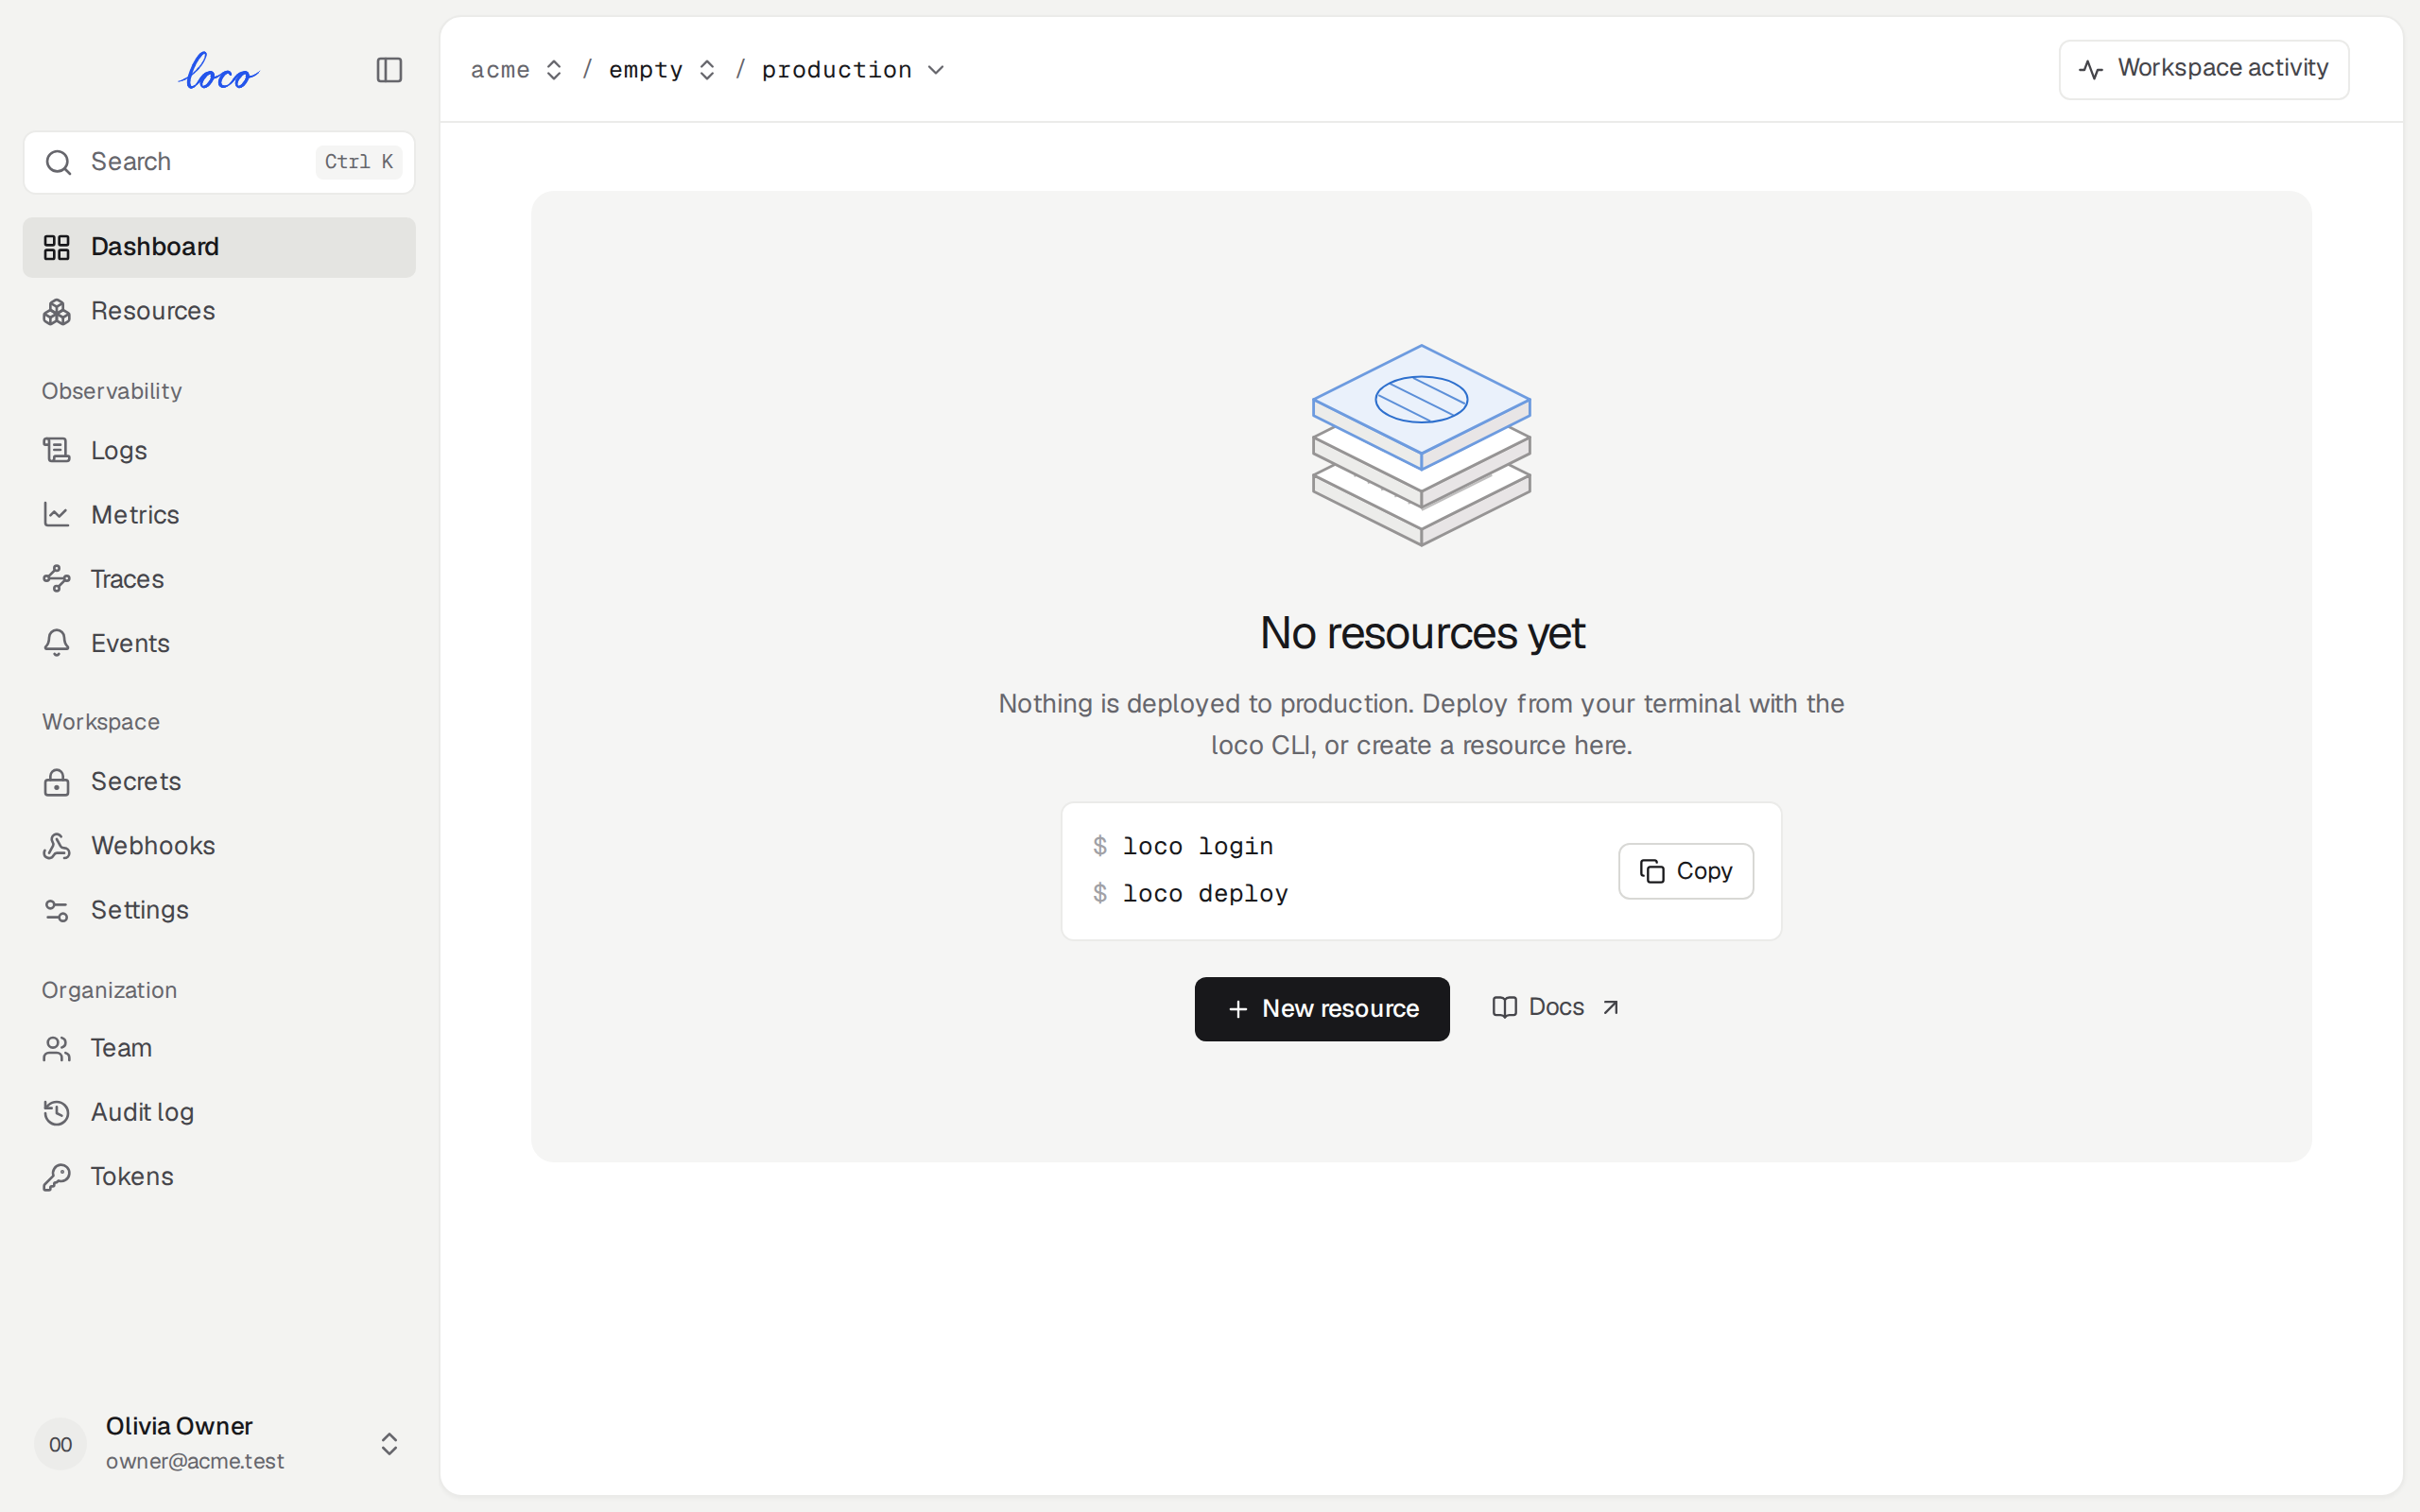 loco
Search Ctrl K
Dashboard
Resources
Observability
Logs
Metrics
Traces
Events
Workspace
Secrets
Webhooks
Settings
Organization
Team
Audit log
Tokens
OO Olivia Owner
owner@acme.test
acme / empty / production
Workspace activity
No resources yet
Nothing is deployed to production. Deploy from your terminal with the
loco CLI, or create a resource here.
$ loco login
$ loco deploy
Copy
+ New resource
Docs